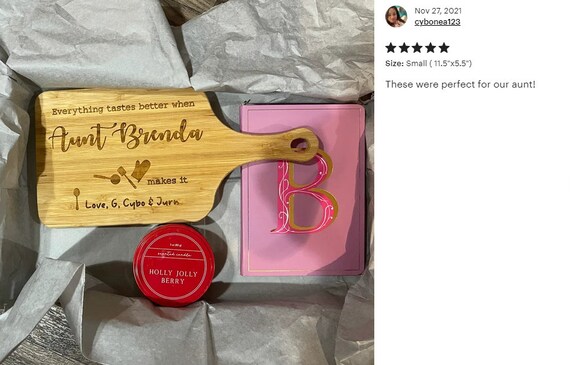 Everything tastes better when
Aunt Brenda
makes it
Love, G, Cybo & Jurn
B
HOLLY JOLLY
BERRY
Nov 27, 2021
cybonea123
Size: Small ( 11.5"x5.5")
These were perfect for our aunt!